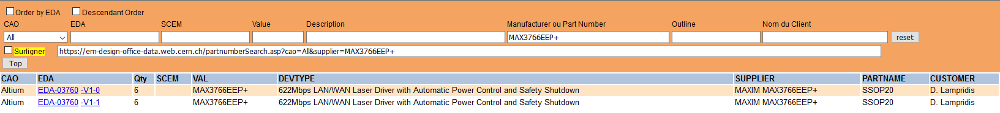 Order by EDA Descendant Order
CAO EDA SCEM Value Description Manufacturer ou Part Number Outline Nom du Client
All MAX3766EEP+ reset
Surligner https://em-design-office-data.web.cern.ch/partnumberSearch.asp?cao=All&supplier=MAX3766EEP+
Top
CAO EDA Qty SCEM VAL DEVTYPE SUPPLIER PARTNAME CUSTOMER
Altium EDA-03760 -V1-0 6 MAX3766EEP+ 622Mbps LAN/WAN Laser Driver with Automatic Power Control and Safety Shutdown MAXIM MAX3766EEP+ SSOP20 D. Lampridis
Altium EDA-03760 -V1-1 6 MAX3766EEP+ 622Mbps LAN/WAN Laser Driver with Automatic Power Control and Safety Shutdown MAXIM MAX3766EEP+ SSOP20 D. Lampridis